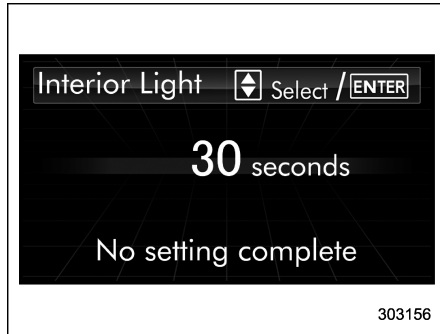 Interior Light Select / ENTER
30 seconds
No setting complete
303156